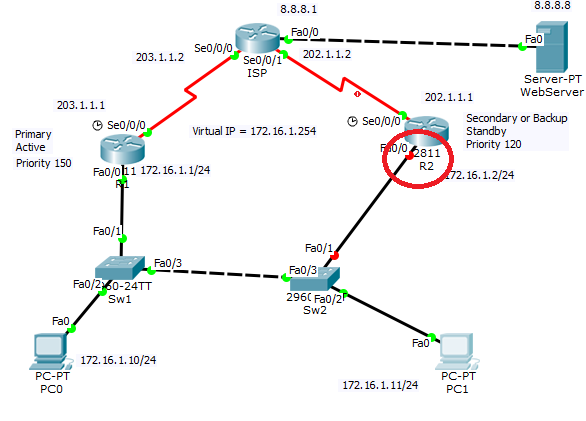 8.8.8.1
8.8.8.8
Fa0/0
Fa0
203.1.1.2
Se0/0/0
Se0/0/1
202.1.1.2
ISP
Server-PT
WebServer
203.1.1.1
202.1.1.1
Se0/0/0
Virtual IP = 172.16.1.254
Se0/0/0
Secondary or Backup
Standby
Priority 120
Primary
Active
Priority 150
Fa0/0
2811
R2
172.16.1.2/24
Fa0/0
11
R1
172.16.1.1/24
Fa0/1
Fa0/1
Fa0/3
Fa0/3
Fa0/2
50-24TT
Sw1
296
Fa0/2
Sw2
Fa0
Fa0
172.16.1.10/24
PC-PT
PC0
172.16.1.11/24
PC-PT
PC1